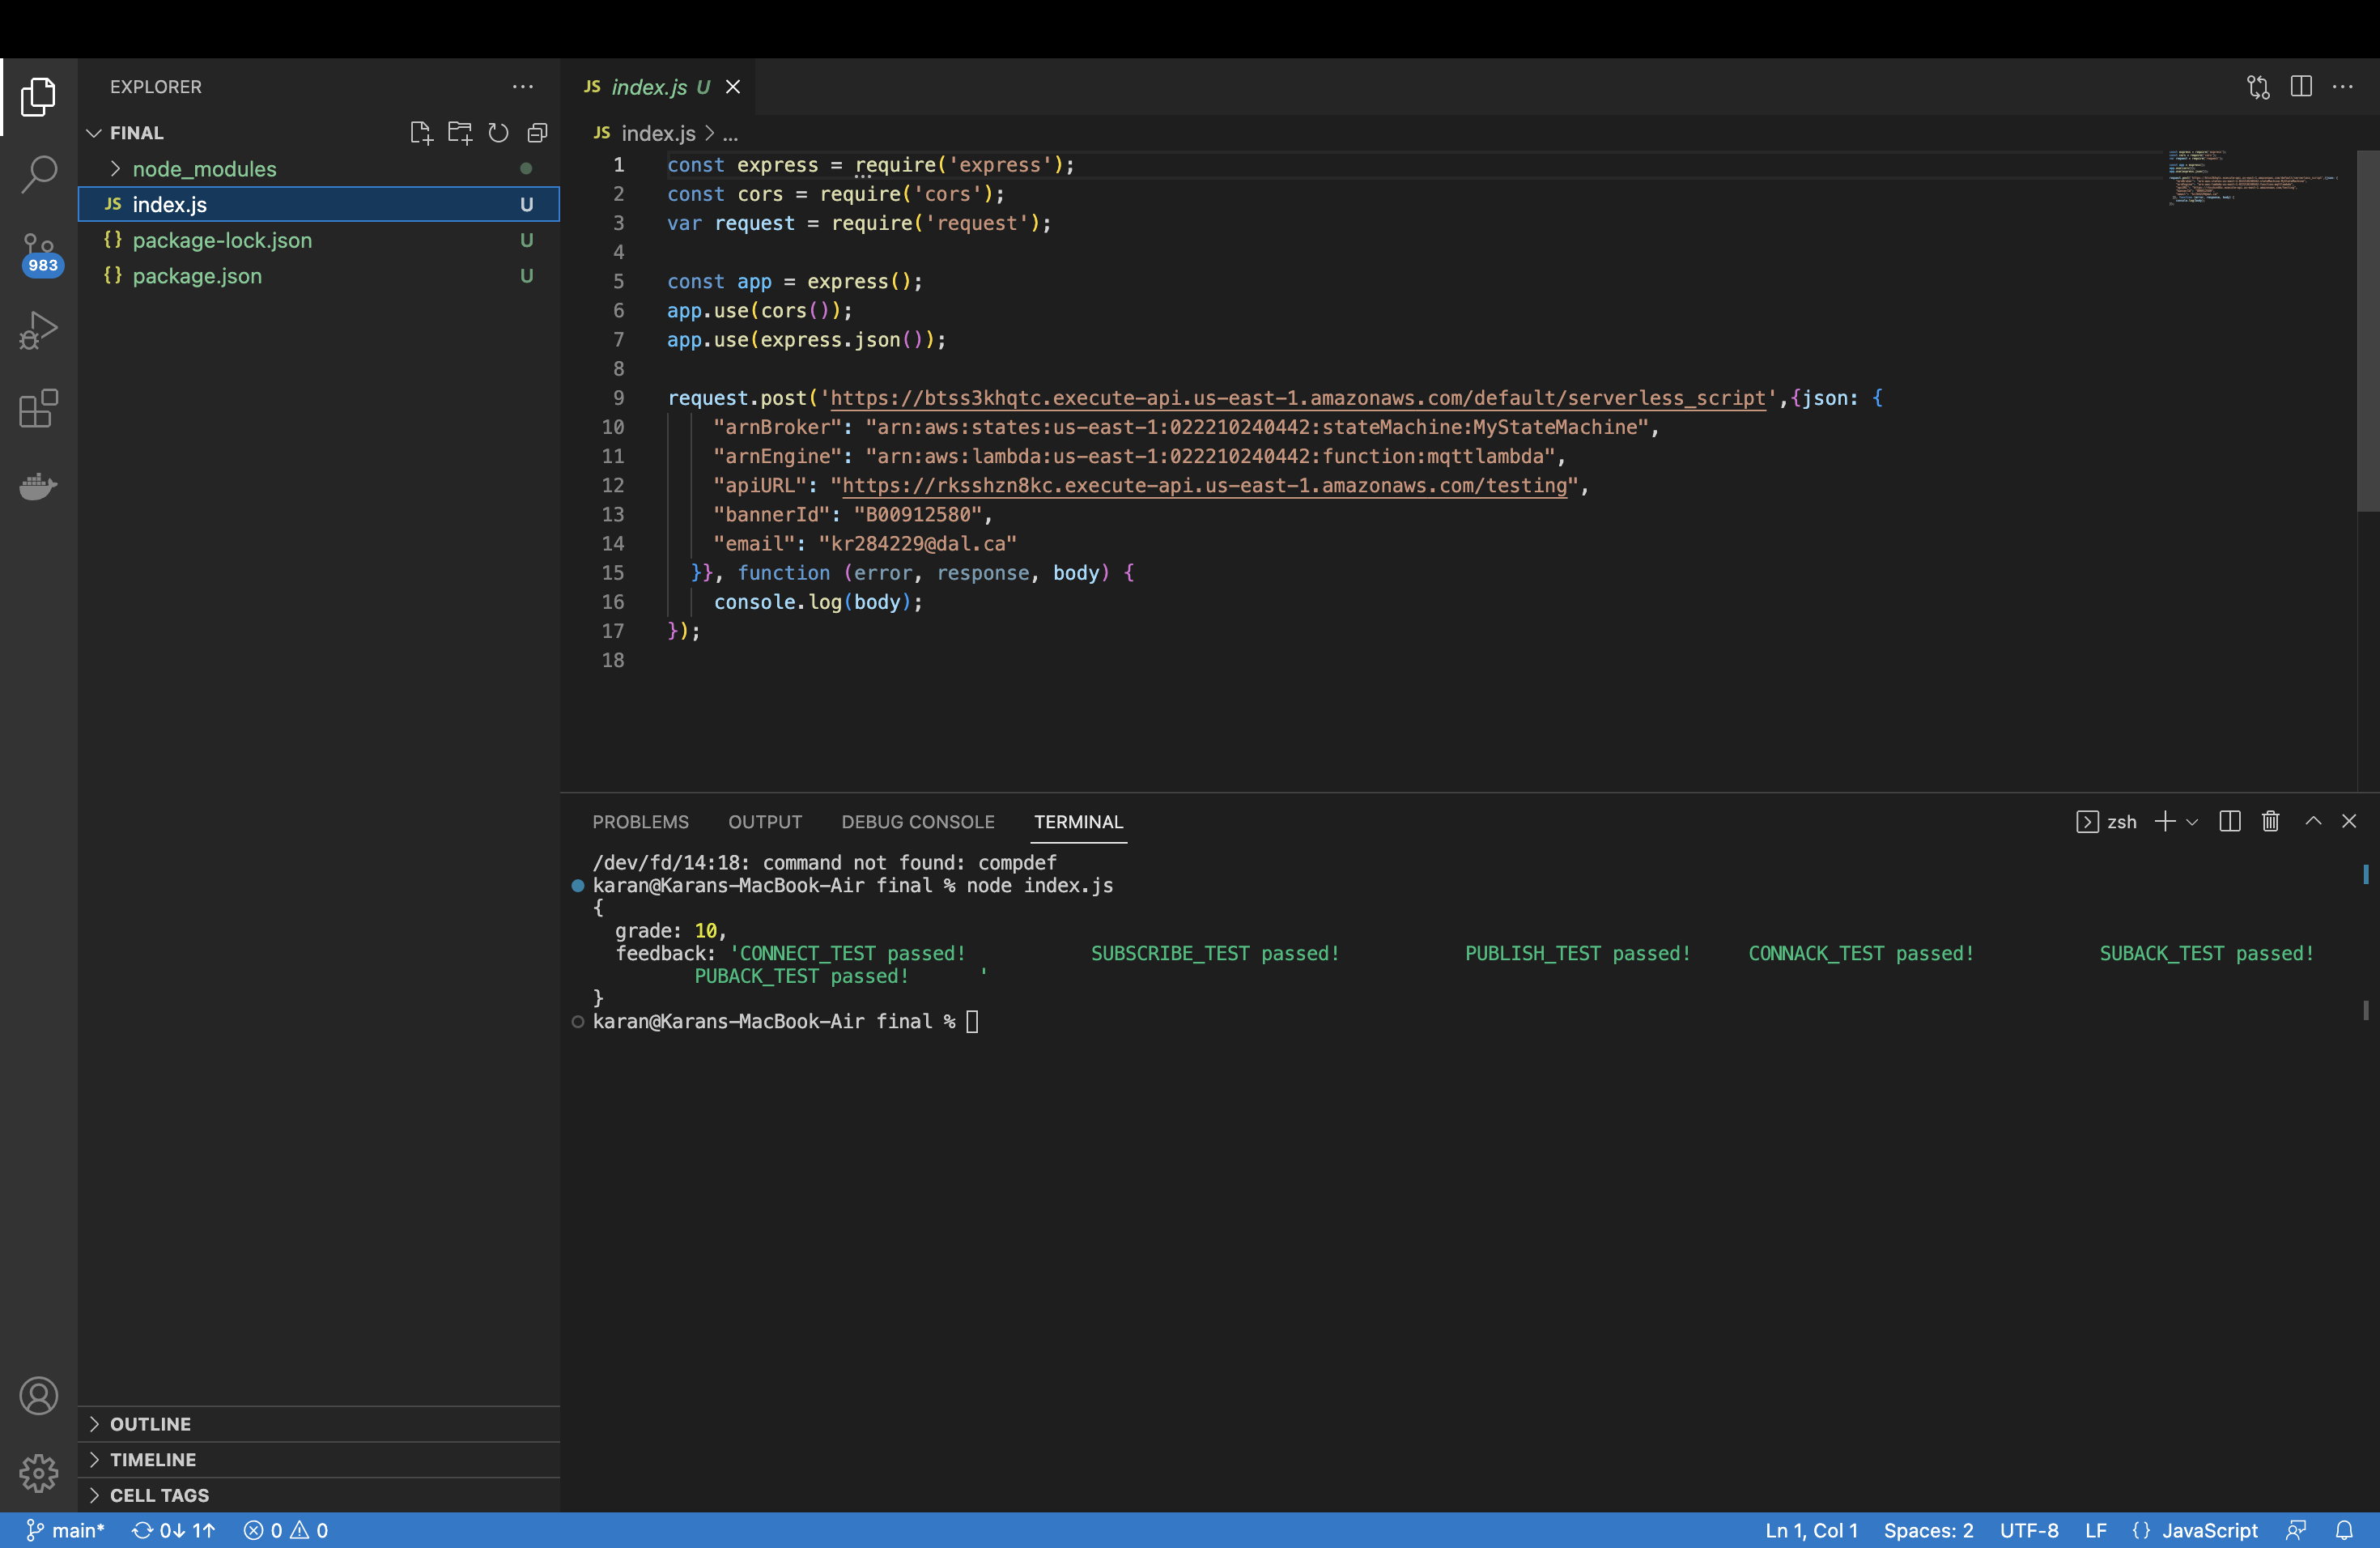 EXPLORER
FINAL
node_modules
JS index.js U
{} package-lock.json U
{} package.json U
983
OUTLINE
TIMELINE
CELL TAGS
JS index.js U
JS index.js > ...
1 const express = require('express');
2 const cors = require('cors');
3 var request = require('request');
4
5 const app = express();
6 app.use(cors());
7 app.use(express.json());
8
9 request.post('https://btss3khqtc.execute-api.us-east-1.amazonaws.com/default/serverless_script',{json: {
10 "arnBroker": "arn:aws:states:us-east-1:022210240442:stateMachine:MyStateMachine",
11 "arnEngine": "arn:aws:lambda:us-east-1:022210240442:function:mqttlambda",
12 "apiURL": "https://rksshzn8kc.execute-api.us-east-1.amazonaws.com/testing",
13 "bannerId": "B00912580",
14 "email": "kr284229@dal.ca"
15 }}, function (error, response, body) {
16 console.log(body);
17 });
18
PROBLEMS OUTPUT DEBUG CONSOLE TERMINAL zsh
/dev/fd/14:18: command not found: compdef
karan@Karans-MacBook-Air final % node index.js
{
grade: 10,
feedback: 'CONNECT_TEST passed! SUBSCRIBE_TEST passed! PUBLISH_TEST passed! CONNACK_TEST passed! SUBACK_TEST passed!
PUBACK_TEST passed! '
}
karan@Karans-MacBook-Air final %
main* 0↓ 1↑ 0 0 Ln 1, Col 1 Spaces: 2 UTF-8 LF {} JavaScript